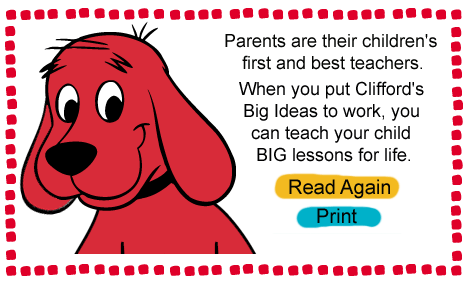 Parents are their children's
first and best teachers.
When you put Clifford's
Big Ideas to work, you
can teach your child
BIG lessons for life.
Read Again
Print